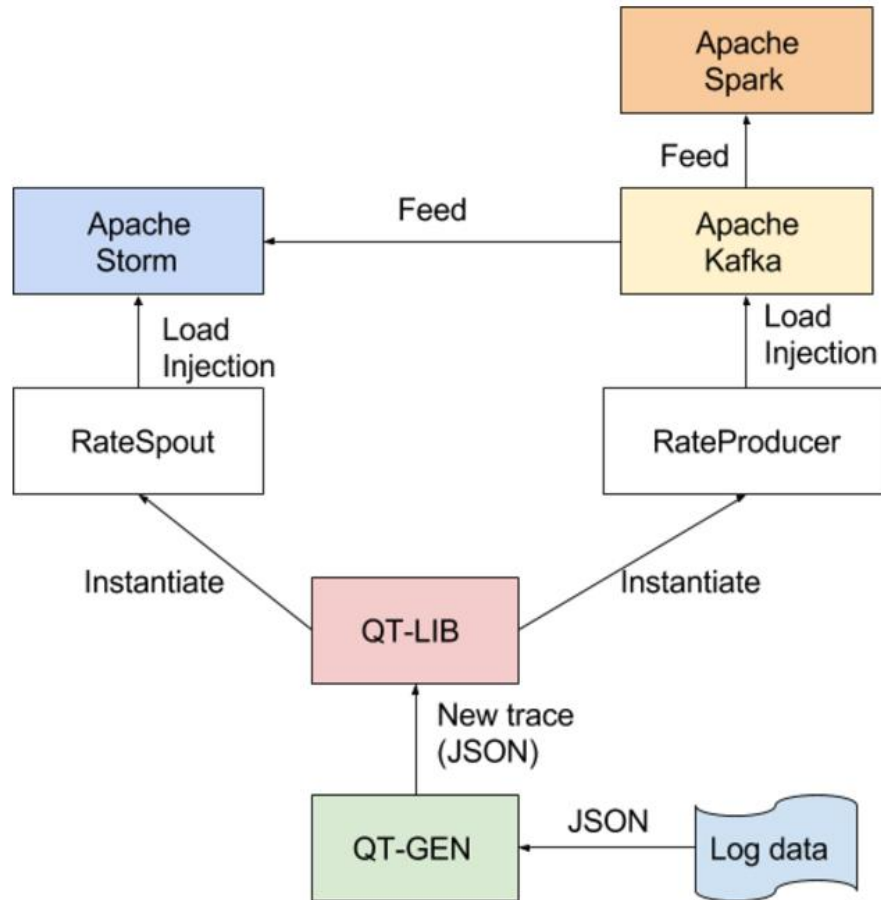 Apache
Spark
Feed
Apache
Storm
Feed
Apache
Kafka
Load
Injection
Load
Injection
RateSpout
RateProducer
Instantiate
Instantiate
QT-LIB
New trace
(JSON)
QT-GEN
JSON
Log data